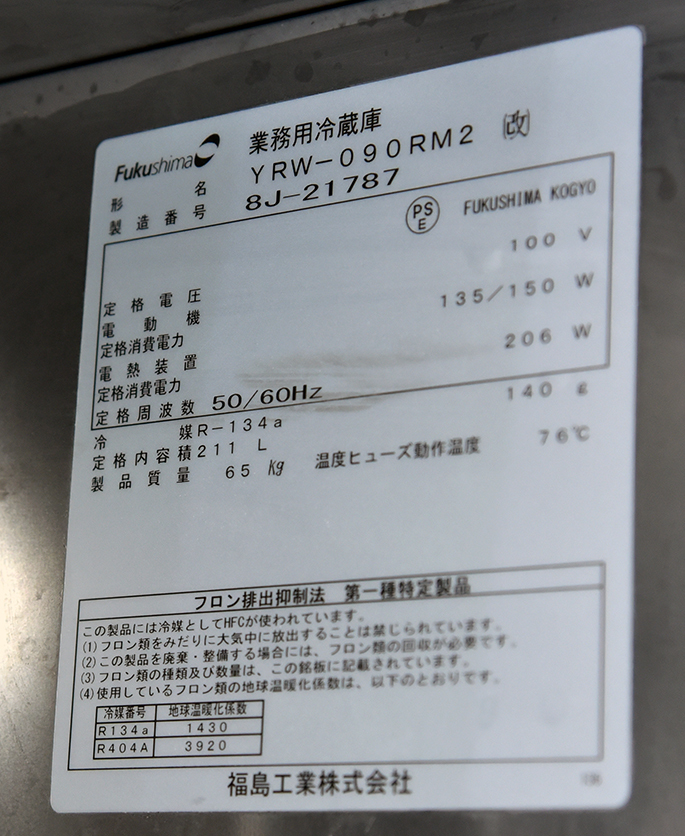 Fukushima 業務用冷蔵庫
形名 YRW-090RM2 ㊢
製造番号 8J-21787
PS E FUKUSHIMA KOGYO
定格電圧 100 V
電動機
定格消費電力 135/150 W
電熱装置
定格消費電力 206 W
定格周波数 50/60Hz
冷媒 R-134a 140 g
定格内容積 211 L
製品質量 65 kg 温度ヒューズ動作温度 76℃
フロン排出抑制法 第一種特定製品
この製品には冷媒としてHFCが使われています。
(1)フロン類をみだりに大気中に放出することは禁じられています。
(2)この製品を廃棄・整備する場合には、フロン類の回収が必要です。
(3)フロン類の種類及び数量は、この銘板に記載されています。
(4)使用しているフロン類の地球温暖化係数は、以下のとおりです。
冷媒番号 地球温暖化係数
R134a 1430
R404A 3920
福島工業株式会社